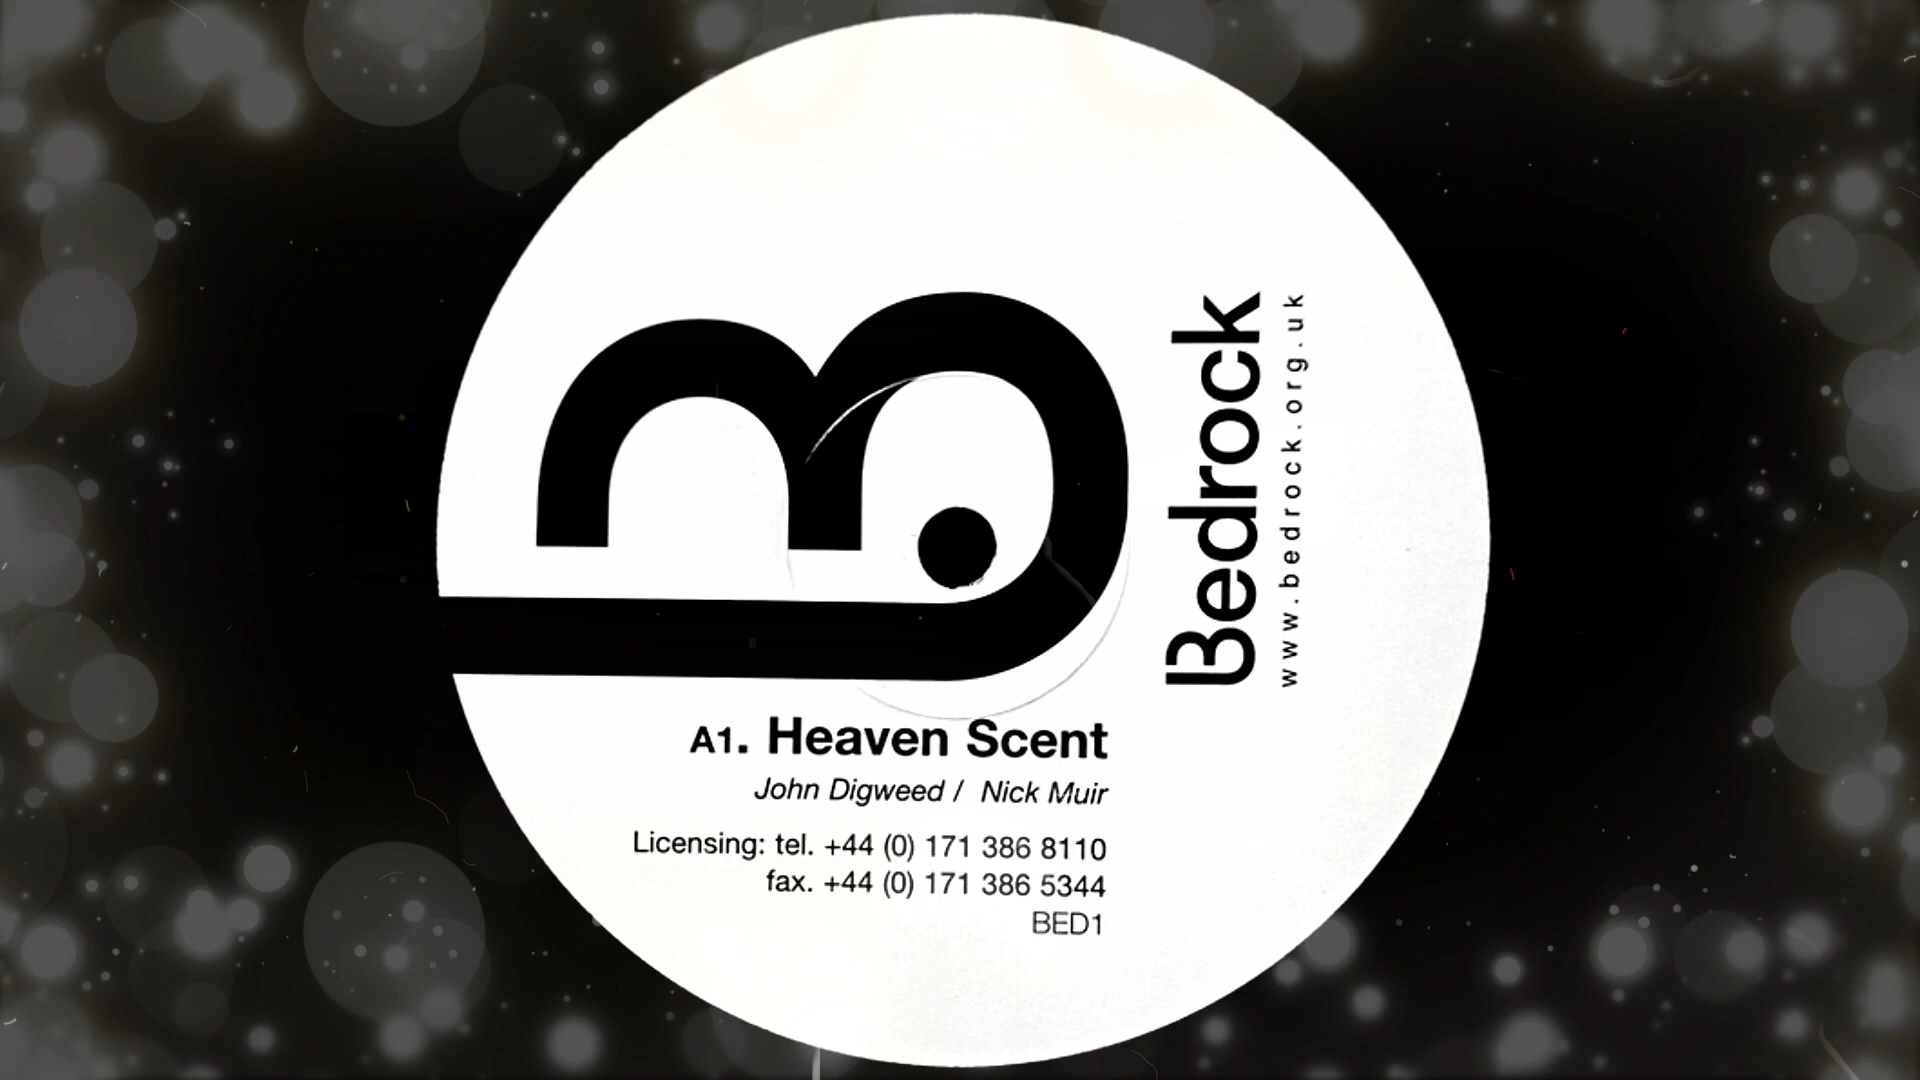 Bedrock
www.bedrock.org.uk
A1. Heaven Scent
John Digweed / Nick Muir
Licensing: tel. +44 (0) 171 386 8110
fax. +44 (0) 171 386 5344
BED1